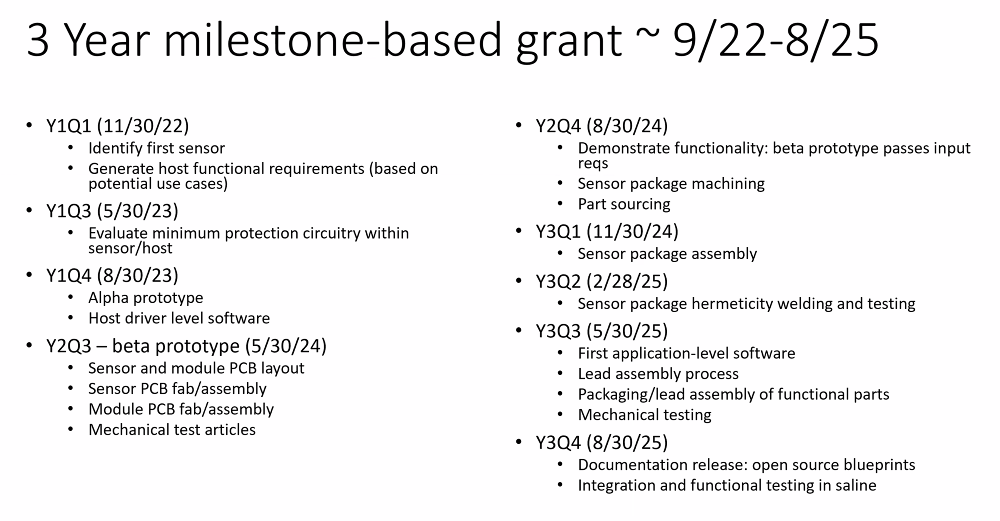 3 Year milestone-based grant ~ 9/22-8/25
• Y1Q1 (11/30/22)
• Identify first sensor
• Generate host functional requirements (based on
potential use cases)
• Y1Q3 (5/30/23)
• Evaluate minimum protection circuitry within
sensor/host
• Y1Q4 (8/30/23)
• Alpha prototype
• Host driver level software
• Y2Q3 – beta prototype (5/30/24)
• Sensor and module PCB layout
• Sensor PCB fab/assembly
• Module PCB fab/assembly
• Mechanical test articles
• Y2Q4 (8/30/24)
• Demonstrate functionality: beta prototype passes input
reqs
• Sensor package machining
• Part sourcing
• Y3Q1 (11/30/24)
• Sensor package assembly
• Y3Q2 (2/28/25)
• Sensor package hermeticity welding and testing
• Y3Q3 (5/30/25)
• First application-level software
• Lead assembly process
• Packaging/lead assembly of functional parts
• Mechanical testing
• Y3Q4 (8/30/25)
• Documentation release: open source blueprints
• Integration and functional testing in saline